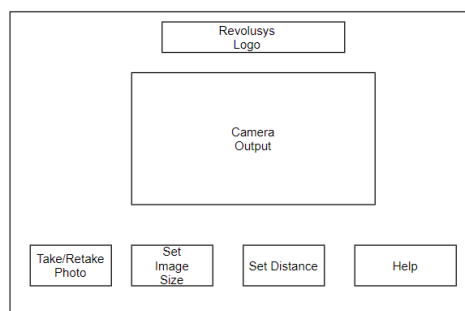 Revolusys
Logo
Camera
Output
Take/Retake
Photo
Set
Image
Size
Set Distance
Help